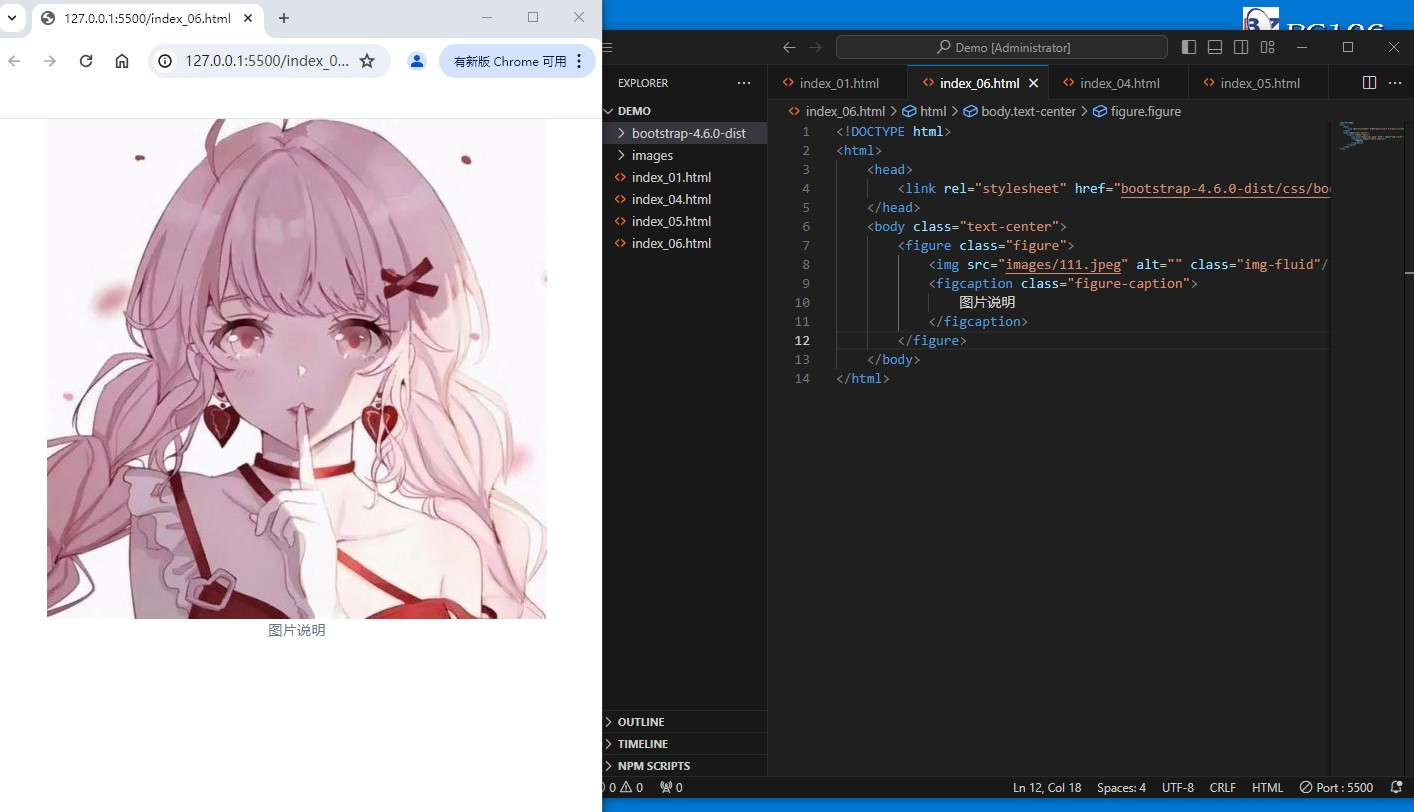 127.0.0.1:5500/index_06.html
127.0.0.1:5500/index_0...
有新版 Chrome 可用
图片说明
Demo [Administrator]
EXPLORER
DEMO
bootstrap-4.6.0-dist
images
index_01.html
index_04.html
index_05.html
index_06.html
OUTLINE
TIMELINE
NPM SCRIPTS
index_01.html index_06.html index_04.html index_05.html
index_06.html > html > body.text-center > figure.figure
1 <!DOCTYPE html>
2 <html>
3 <head>
4 <link rel="stylesheet" href="bootstrap-4.6.0-dist/css/boo
5 </head>
6 <body class="text-center">
7 <figure class="figure">
8 <img src="images/111.jpeg" alt="" class="img-fluid"/
9 <figcaption class="figure-caption">
10 图片说明
11 </figcaption>
12 </figure>
13 </body>
14 </html>
0 0 0 Ln 12, Col 18 Spaces: 4 UTF-8 CRLF HTML Port : 5500